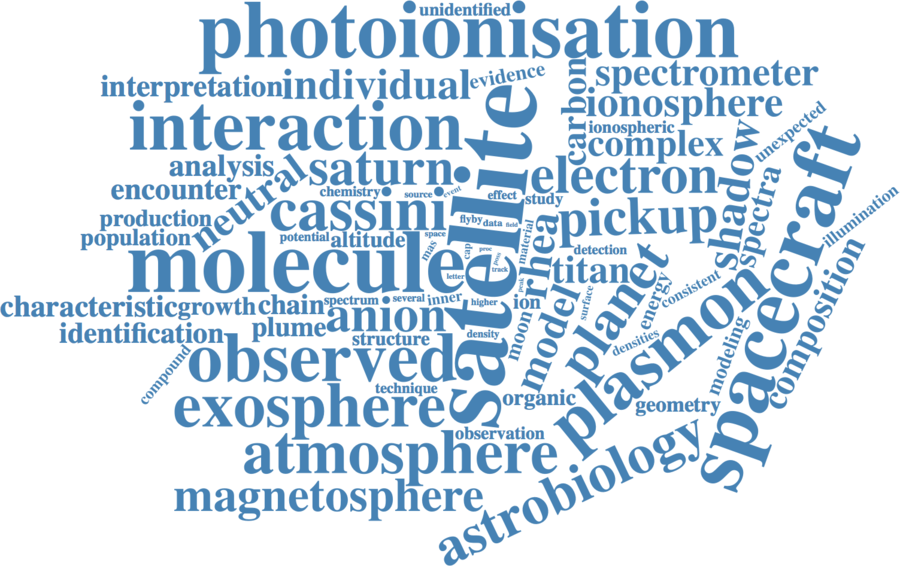 unidentified
photoionisation
interpretation
individual
evidence
carbon
spectrometer
ionosphere
interaction
satellite
ionospheric
complex
shadow
unexpected
analysis
neutral
saturn
electron
spectra
spacecraft
encounter
chemistry
source
event
effect
study
cassini
production
population
potential
altitude
flyby
data
field
space
mas
cap
proc
poss
material
rhea
pickup
detection
illumination
molecule
letter
track
peak
titan
planet
energy
consistent
composition
characteristic
growth
chain
spectrum
several
inner
higher
ion
model
surface
identification
plume
anion
structure
density
moon
densities
plasmon
modeling
observed
compound
technique
organic
geometry
exosphere
observation
atmosphere
astrobiology
magnetosphere